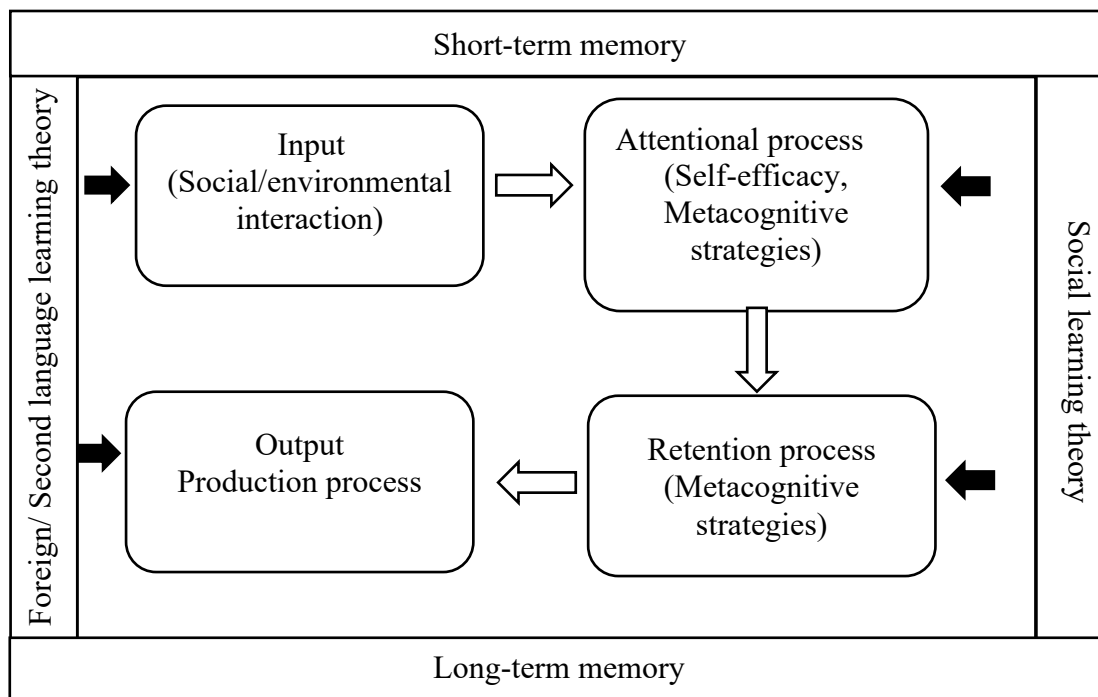 Short-term memory
Foreign/ Second language learning theory
Input
(Social/environmental
interaction)
Attentional process
(Self-efficacy,
Metacognitive
strategies)
Social learning theory
Output
Production process
Retention process
(Metacognitive
strategies)
Long-term memory